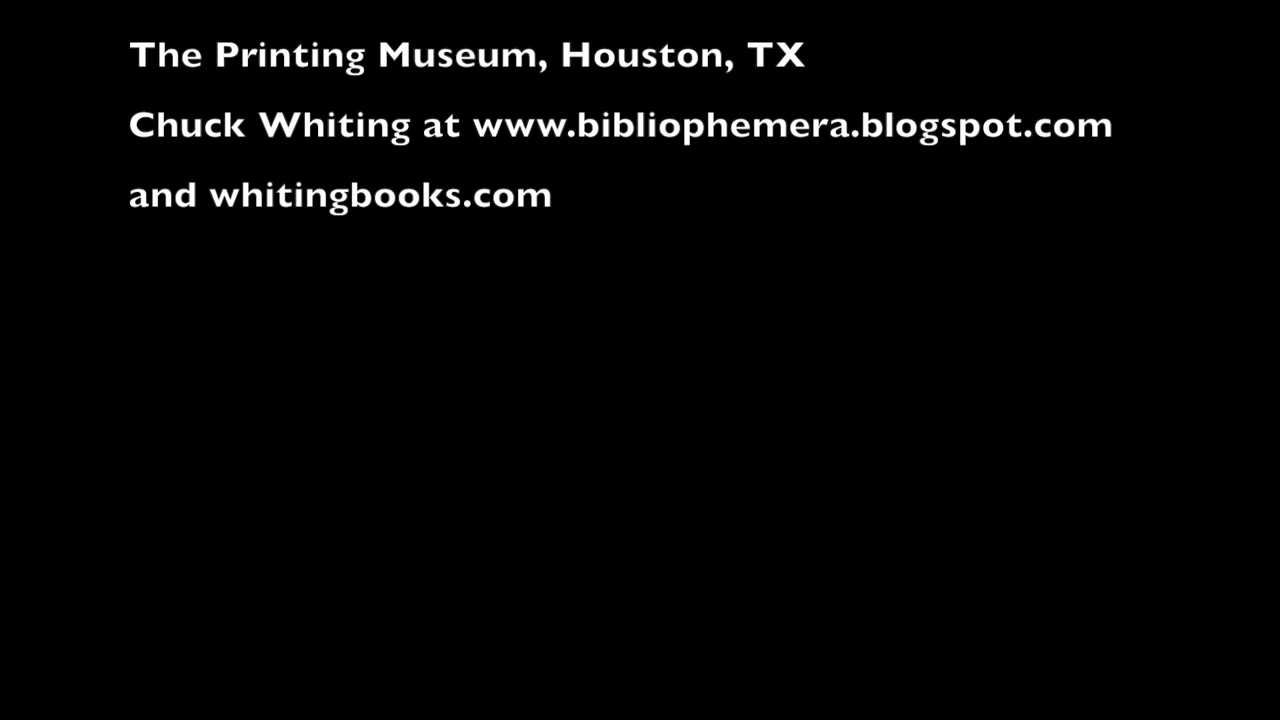 The Printing Museum, Houston, TX
Chuck Whiting at www.bibliophemera.blogspot.com
and whitingbooks.com